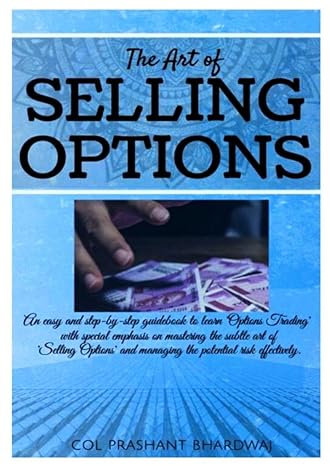 The Art of
SELLING
OPTIONS
An easy and step-by-step guidebook to learn 'Options Trading'
with special emphasis on mastering the subtle art of
'Selling Options' and managing the potential risk effectively.
COL PRASHANT BHARDWAJ